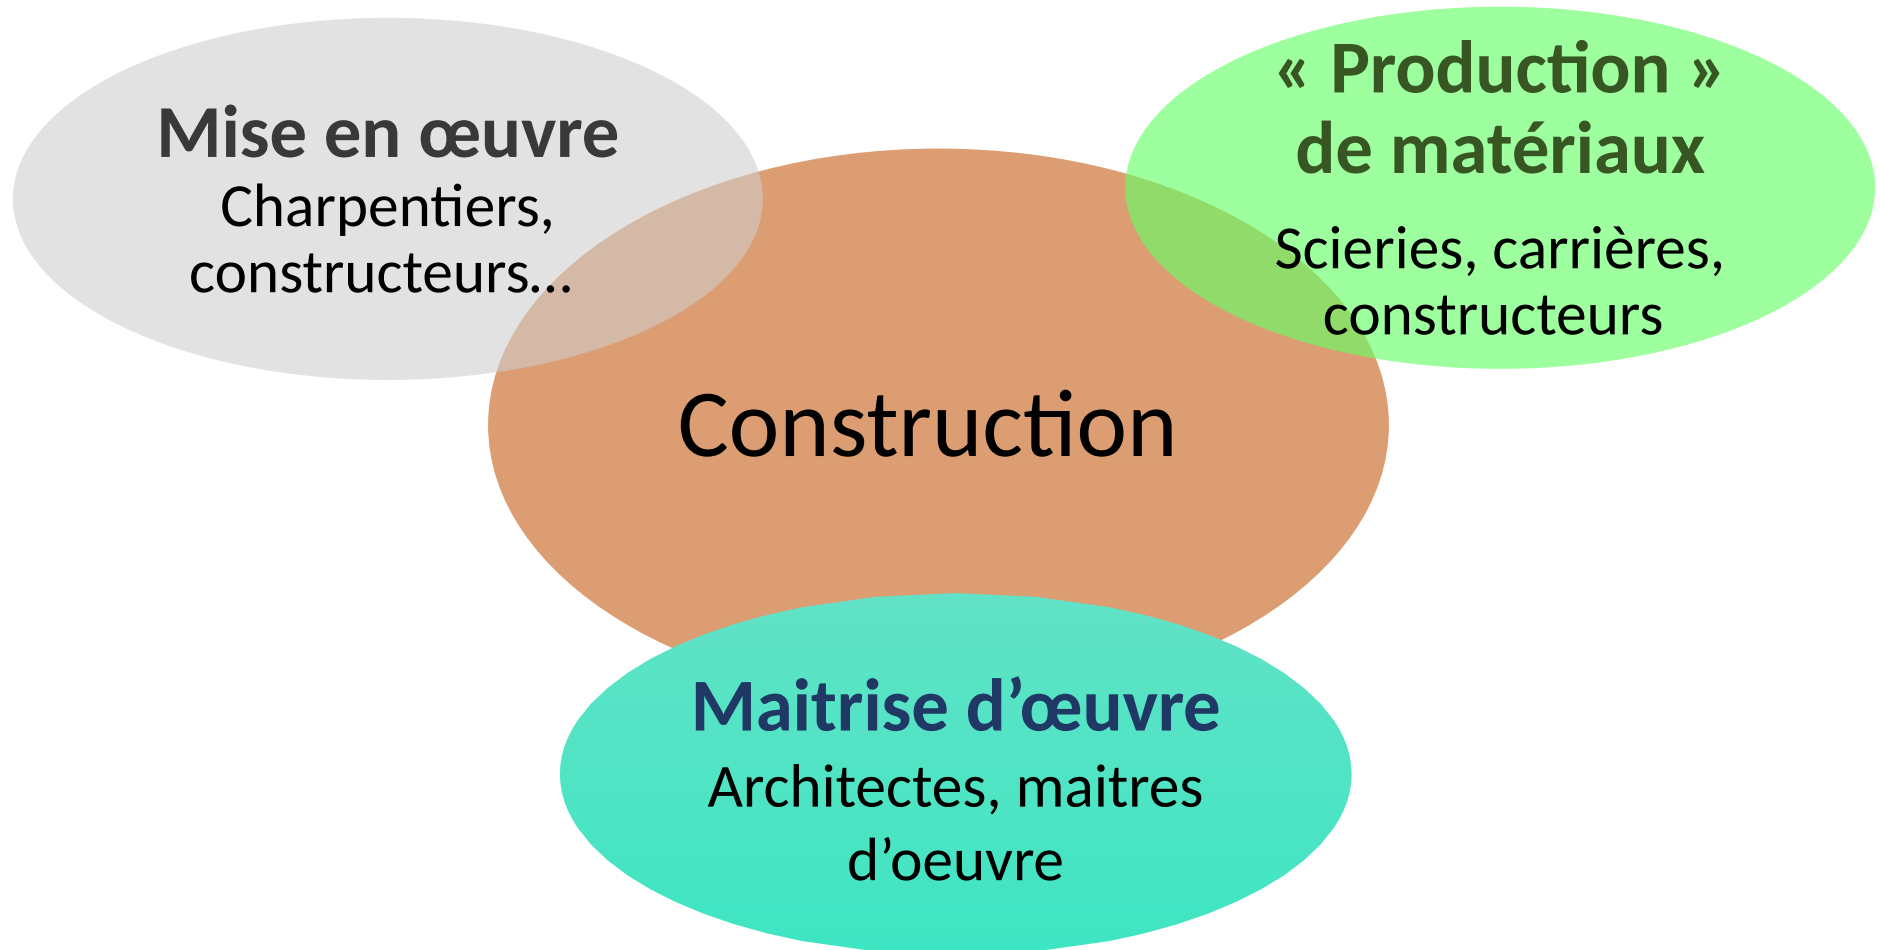 Mise en œuvre
Charpentiers,
constructeurs…
« Production »
de matériaux
Scieries, carrières,
constructeurs
Construction
Maitrise d’œuvre
Architectes, maitres
d’oeuvre